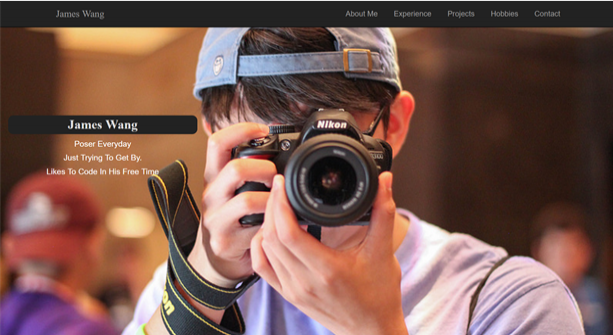 James Wang
About Me Experience Projects Hobbies Contact
James Wang
Poser Everyday
Just Trying To Get By.
Likes To Code In His Free Time
Nikon